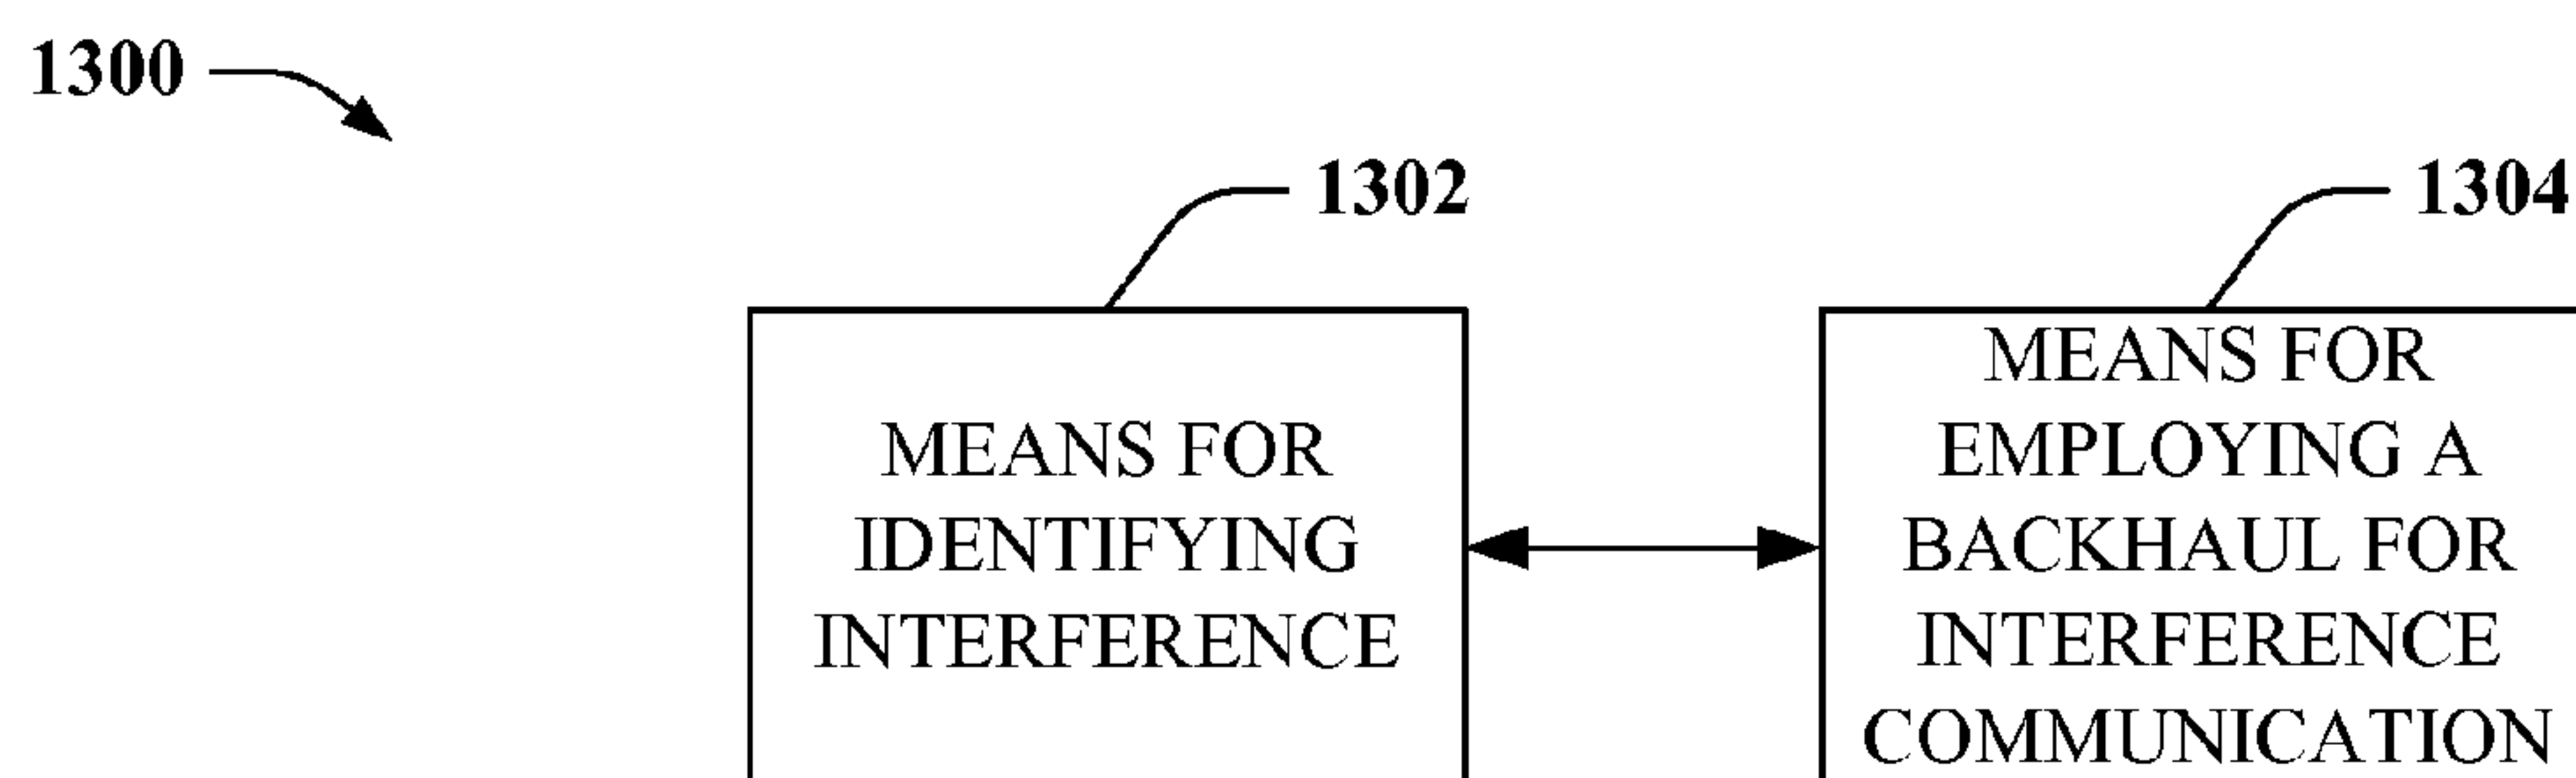 1300
1302
1304
MEANS FOR
IDENTIFYING
INTERFERENCE
MEANS FOR
EMPLOYING A
BACKHAUL FOR
INTERFERENCE
COMMUNICATION